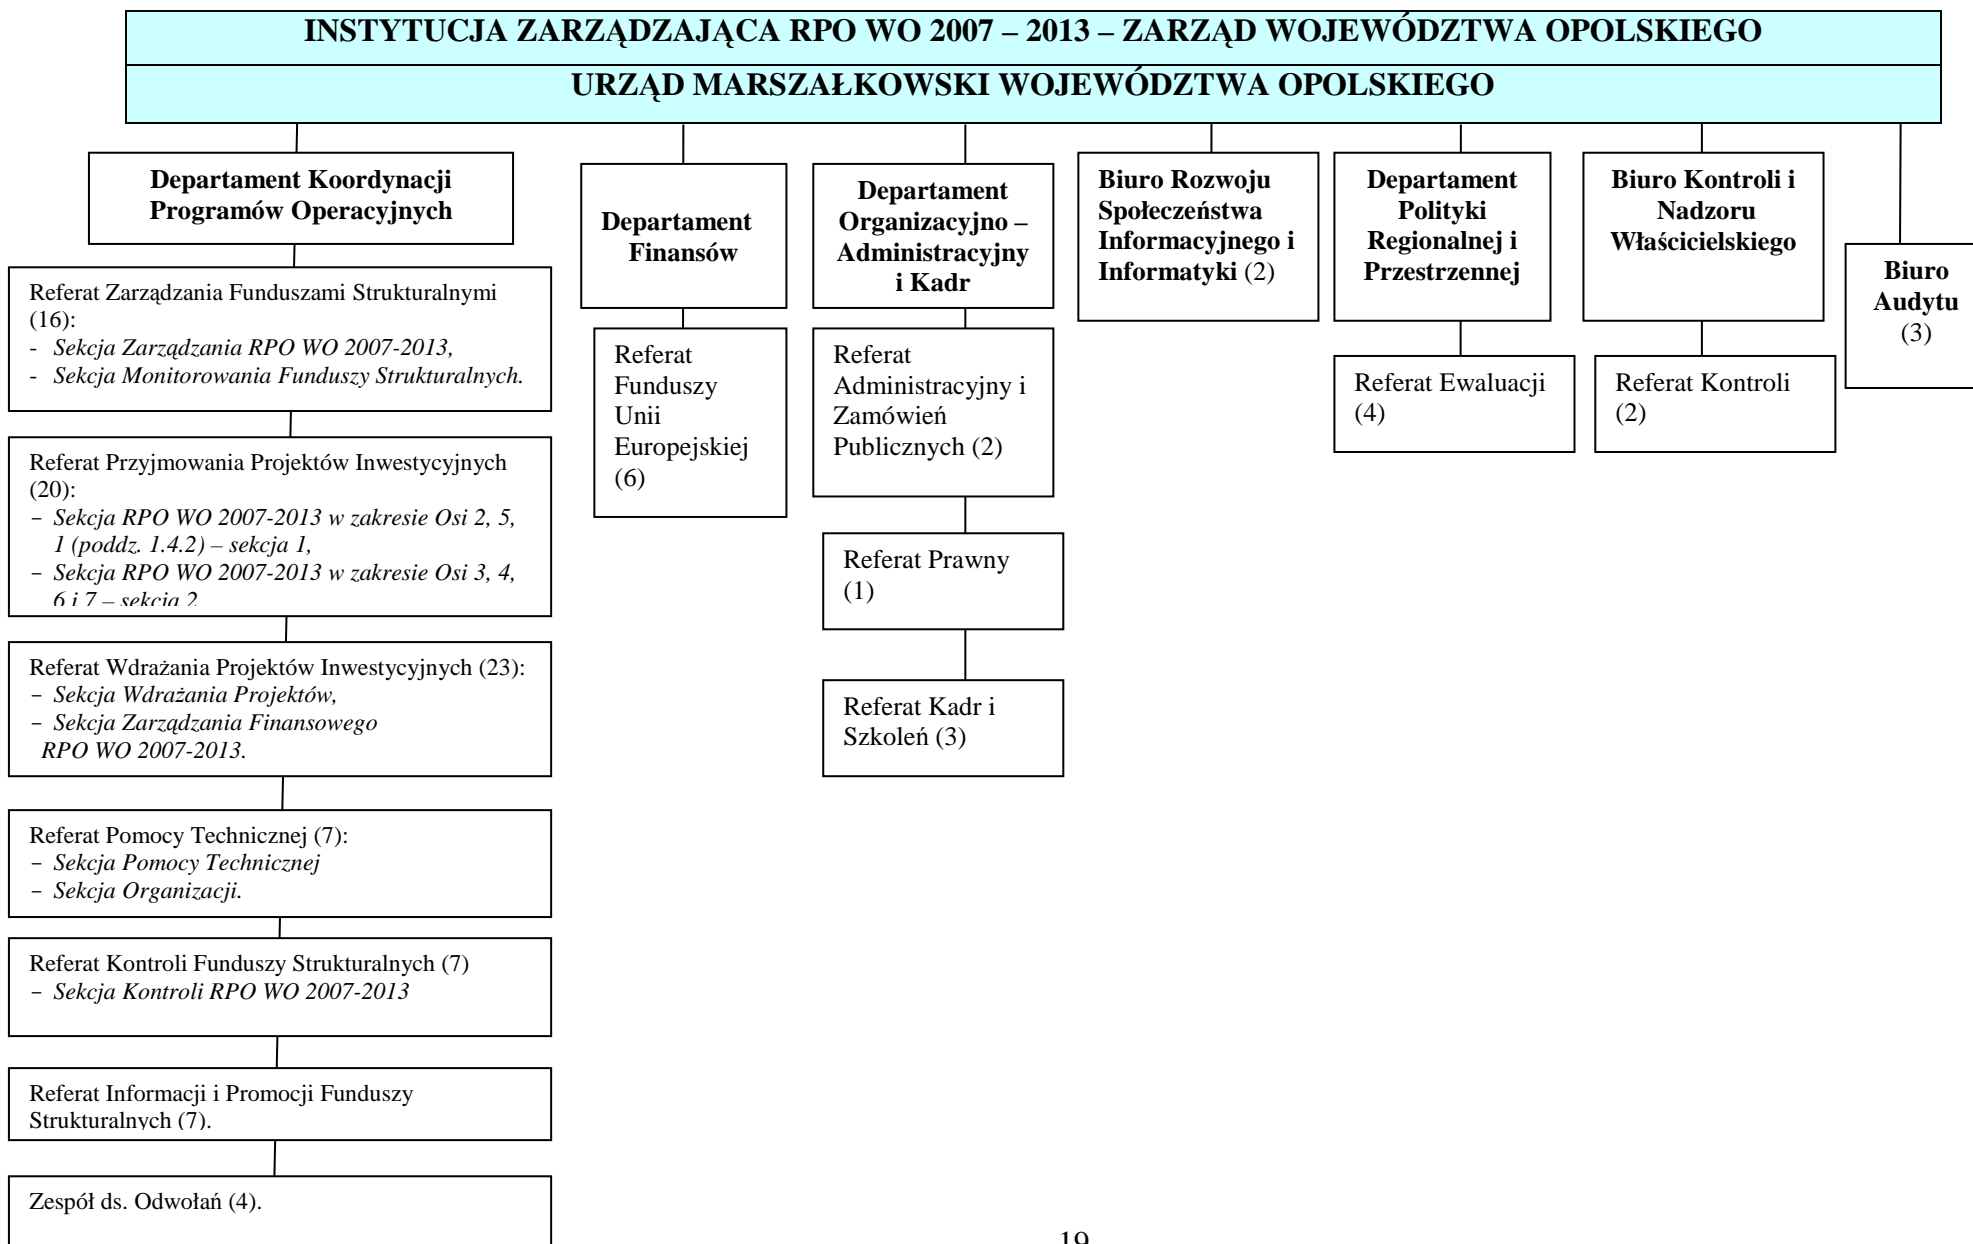 INSTYTUCJA ZARZĄDZAJĄCA RPO WO 2007 – 2013 – ZARZĄD WOJEWÓDZTWA OPOLSKIEGO
URZĄD MARSZAŁKOWSKI WOJEWÓDZTWA OPOLSKIEGO
Departament Koordynacji
Programów Operacyjnych
Referat Zarządzania Funduszami Strukturalnymi
(16):
- Sekcja Zarządzania RPO WO 2007-2013,
- Sekcja Monitorowania Funduszy Strukturalnych.
Referat Przyjmowania Projektów Inwestycyjnych
(20):
− Sekcja RPO WO 2007-2013 w zakresie Osi 2, 5,
1 (poddz. 1.4.2) – sekcja 1,
− Sekcja RPO WO 2007-2013 w zakresie Osi 3, 4,
6 i 7 – sekcja 2
Referat Wdrażania Projektów Inwestycyjnych (23):
− Sekcja Wdrażania Projektów,
− Sekcja Zarządzania Finansowego
RPO WO 2007-2013.
Referat Pomocy Technicznej (7):
− Sekcja Pomocy Technicznej
− Sekcja Organizacji.
Referat Kontroli Funduszy Strukturalnych (7)
− Sekcja Kontroli RPO WO 2007-2013
Referat Informacji i Promocji Funduszy
Strukturalnych (7).
Zespół ds. Odwołań (4).
Departament
Finansów
Referat
Funduszy
Unii
Europejskiej
(6)
Departament
Organizacyjno –
Administracyjny
i Kadr
Referat
Administracyjny i
Zamówień
Publicznych (2)
Referat Prawny
(1)
Referat Kadr i
Szkoleń (3)
Biuro Rozwoju
Społeczeństwa
Informacyjnego i
Informatyki (2)
Departament
Polityki
Regionalnej i
Przestrzennej
Referat Ewaluacji
(4)
Biuro Kontroli i
Nadzoru
Właścicielskiego
Referat Kontroli
(2)
Biuro
Audytu
(3)
19